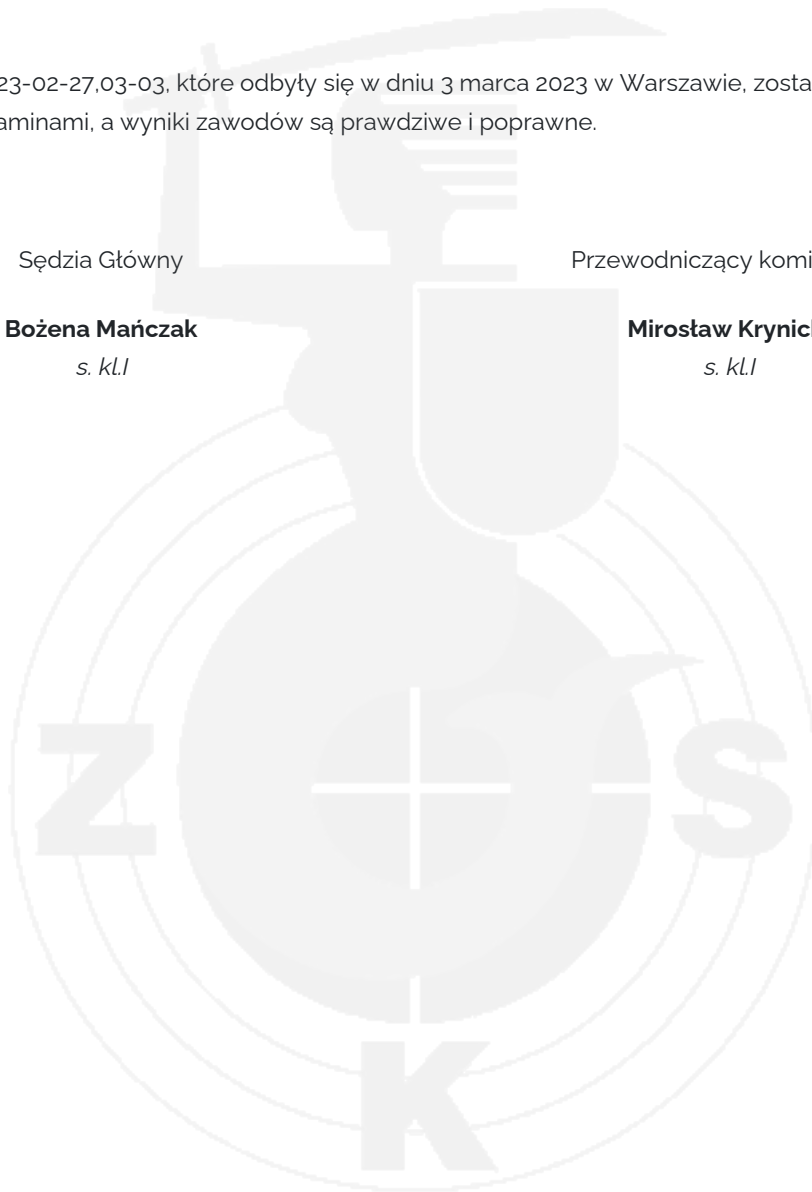 23-02-27,03-03, które odbyły się w dniu 3 marca 2023 w Warszawie, zosta
aminami, a wyniki zawodów są prawdziwe i poprawne.
Sędzia Główny
Przewodniczący komi
Bożena Mańczak
Mirosław Krynic
s. kl.I
s. kl.I
Z S
K